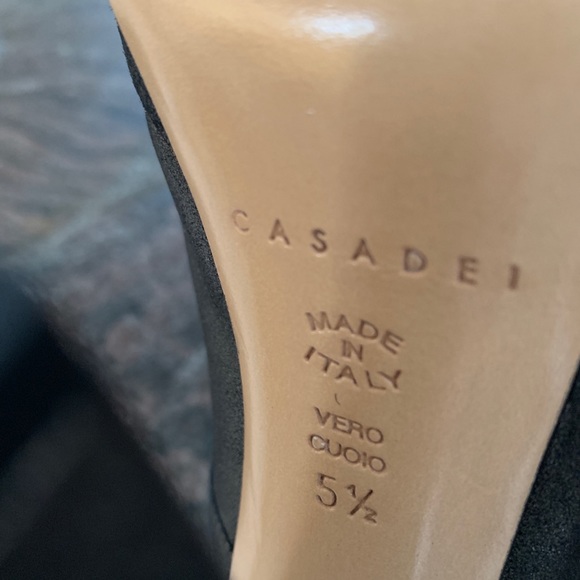 CASADEI
MADE
IN
ITALY
VERO
CUOIO
5½